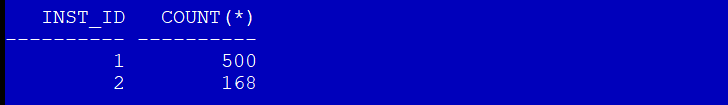 INST_ID   COUNT(*)
---------- ----------
1        500
2        168